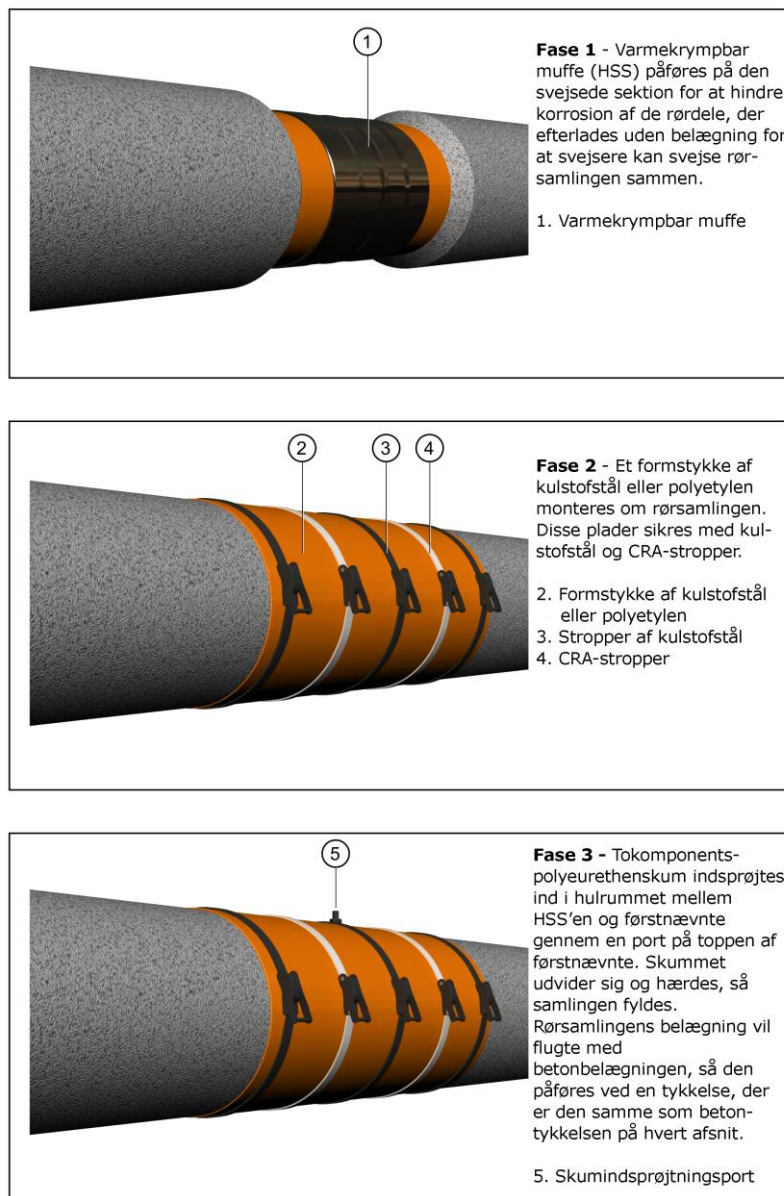 1
Fase 1 - Varmekrympbar
muffe (HSS) påføres på den
svejsede sektion for at hindre
korrosion af de rørdele, der
efterlades uden belægning for
at svejsere kan svejse rør-
samlingen sammen.
1. Varmekrympbar muffe
2 3 4
Fase 2 - Et formstykke af
kulstofstål eller polyetylen
monteres om rørsamlingen.
Disse plader sikres med kul-
stofstål og CRA-stropper.
2. Formstykke af kulstofstål
eller polyetylen
3. Stropper af kulstofstål
4. CRA-stropper
5
Fase 3 - Tokomponents-
polyeurethenskum indsprøjtes
ind i hulrummet mellem
HSS'en og førstnævnte
gennem en port på toppen af
førstnævnte. Skummet
udvider sig og hærdes, så
samlingen fyldes.
Rørsamlingens belægning vil
flugte med
betonbelægningen, så den
påføres ved en tykkelse, der
er den samme som beton-
tykkelsen på hvert afsnit.
5. Skumindsprøjtningsport